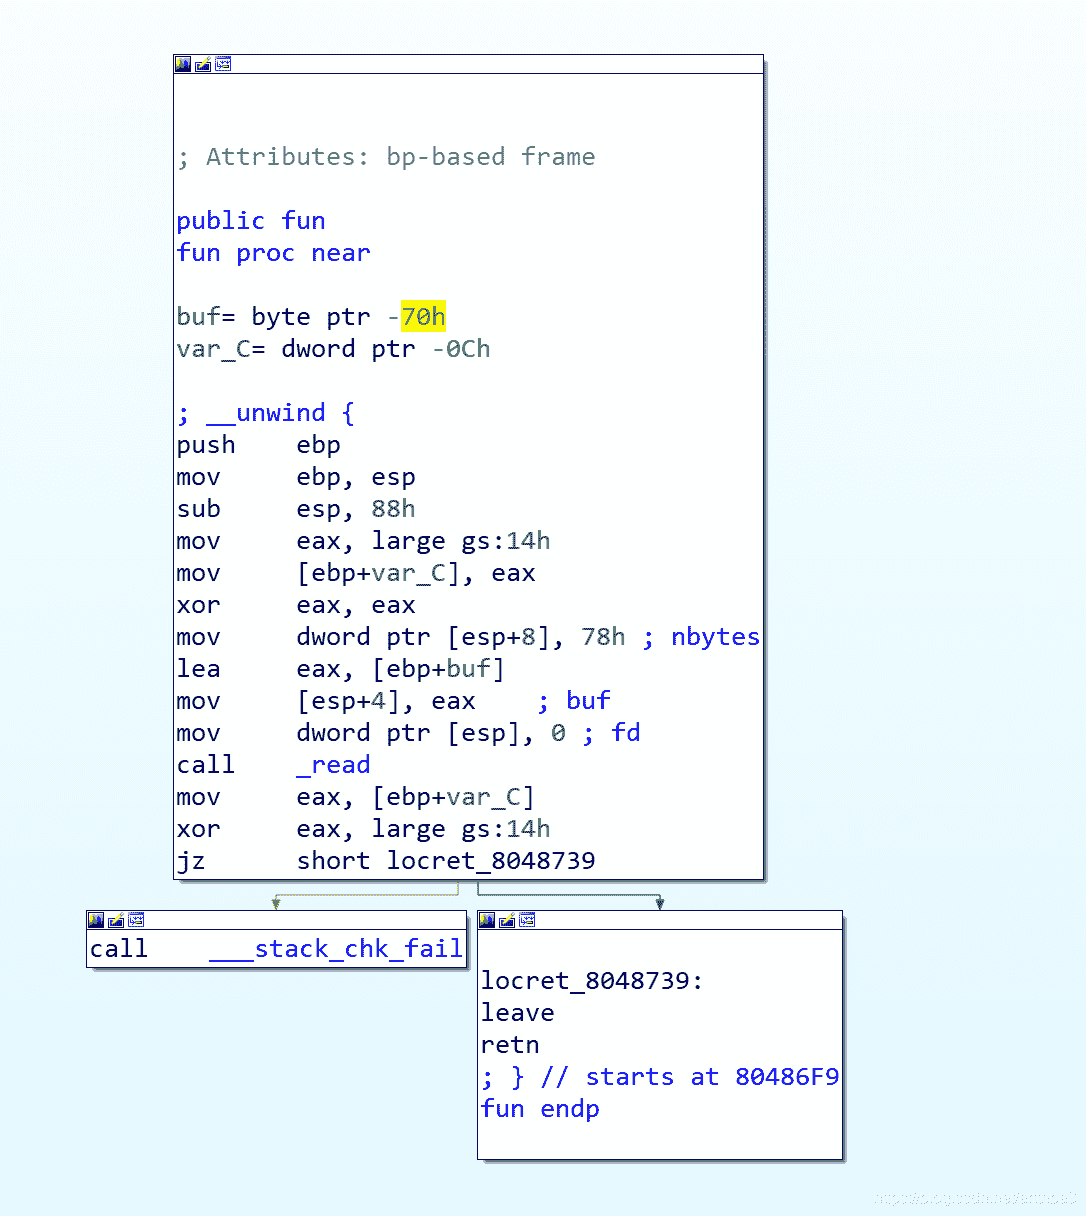 ; Attributes: bp-based frame
public fun
fun proc near
buf= byte ptr -70h
var_C= dword ptr -0Ch
; __unwind {
push    ebp
mov     ebp, esp
sub     esp, 88h
mov     eax, large gs:14h
mov     [ebp+var_C], eax
xor     eax, eax
mov     dword ptr [esp+8], 78h ; nbytes
lea     eax, [ebp+buf]
mov     [esp+4], eax    ; buf
mov     dword ptr [esp], 0 ; fd
call    _read
mov     eax, [ebp+var_C]
xor     eax, large gs:14h
jz      short locret_8048739
call    ___stack_chk_fail
locret_8048739:
leave
retn
; } // starts at 80486F9
fun endp